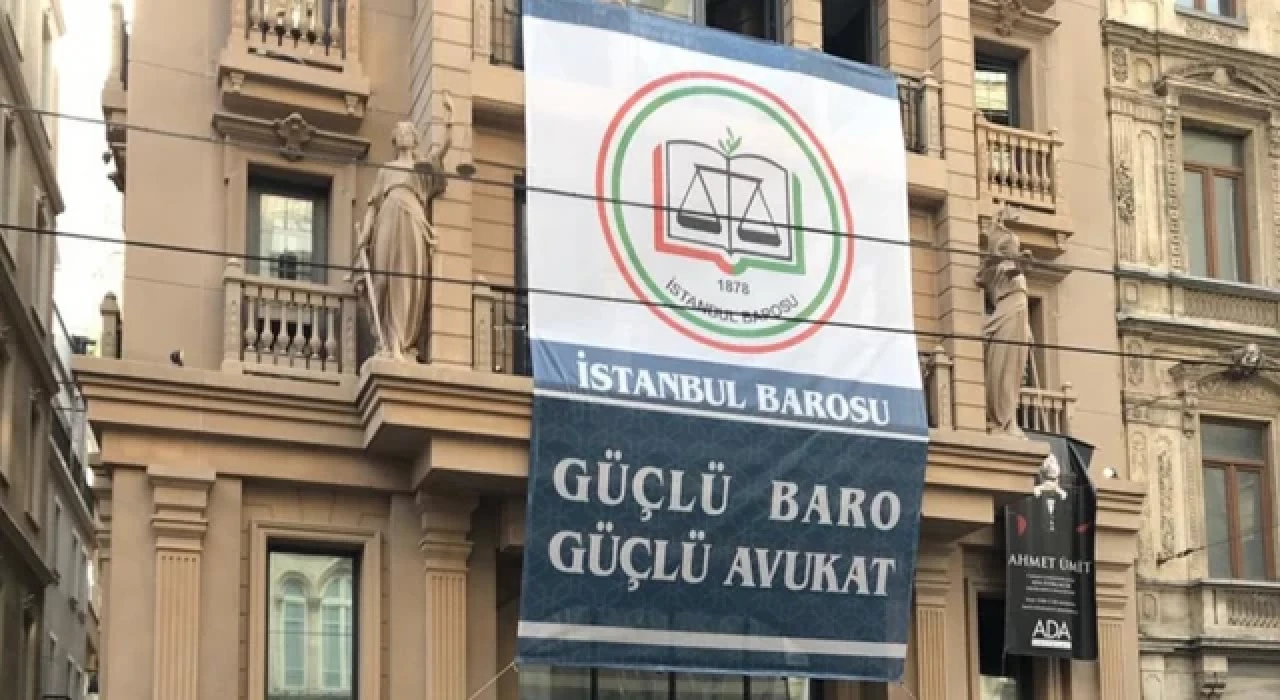 1878
İSTANBUL BAROSU
İSTANBUL BAROSU
GÜÇLÜ BARO
GÜÇLÜ AVUKAT
AHMET ÜMİT
ADA